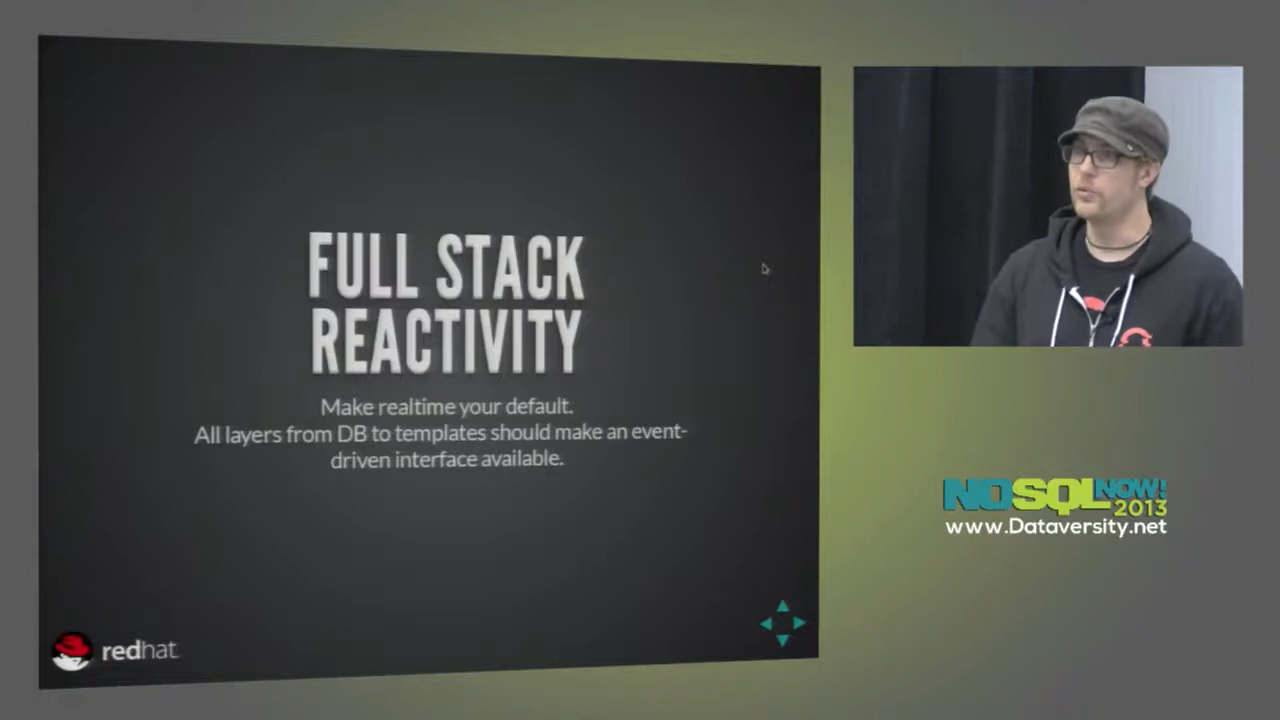 FULL STACK
REACTIVITY
Make realtime your default.
All layers from DB to templates should make an event-
driven interface available.
redhat
NOSQL NOW!
2013
www.Dataversity.net